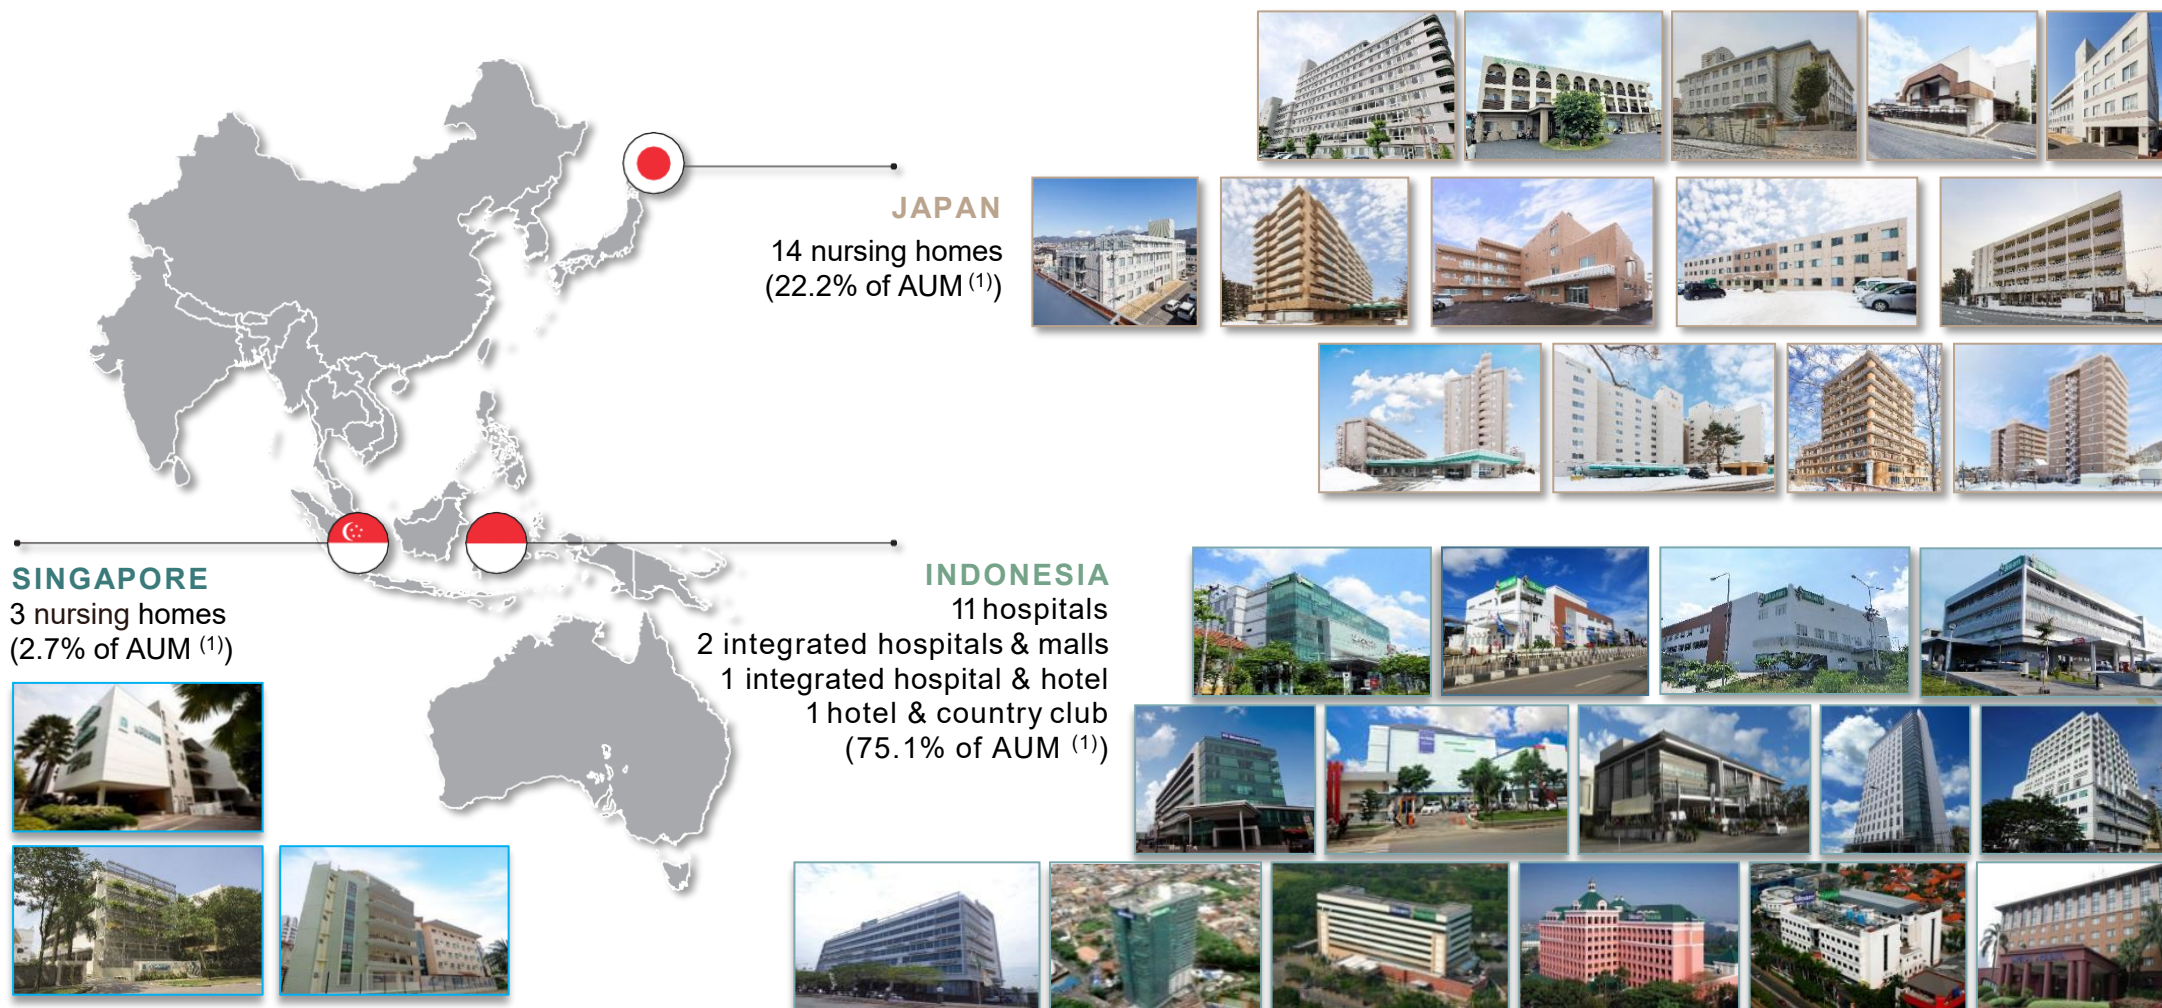 JAPAN
14 nursing homes
(22.2% of AUM (1))
SINGAPORE
3 nursing homes
(2.7% of AUM (1))
INDONESIA
11 hospitals
2 integrated hospitals & malls
1 integrated hospital & hotel
1 hotel & country club
(75.1% of AUM (1))